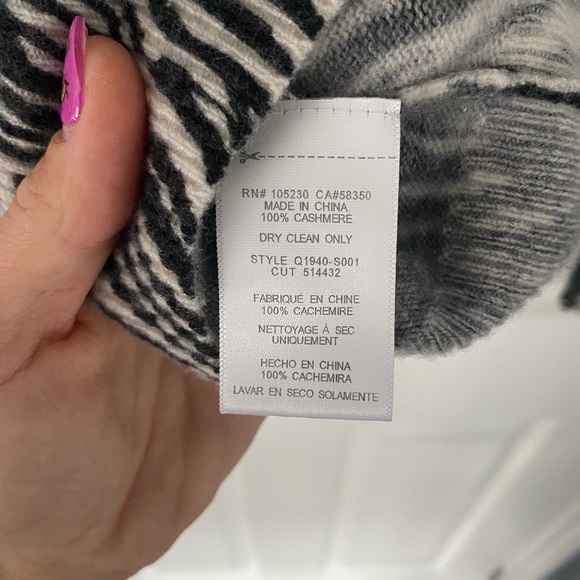 RN# 105230 CA#58350
MADE IN CHINA
100% CASHMERE
DRY CLEAN ONLY
STYLE Q1940-S001
CUT 514432
FABRIQUÉ EN CHINE
100% CACHEMIRE
NETTOYAGE À SEC
UNIQUEMENT
HECHO EN CHINA
100% CACHEMIRA
LAVAR EN SECO SOLAMENTE